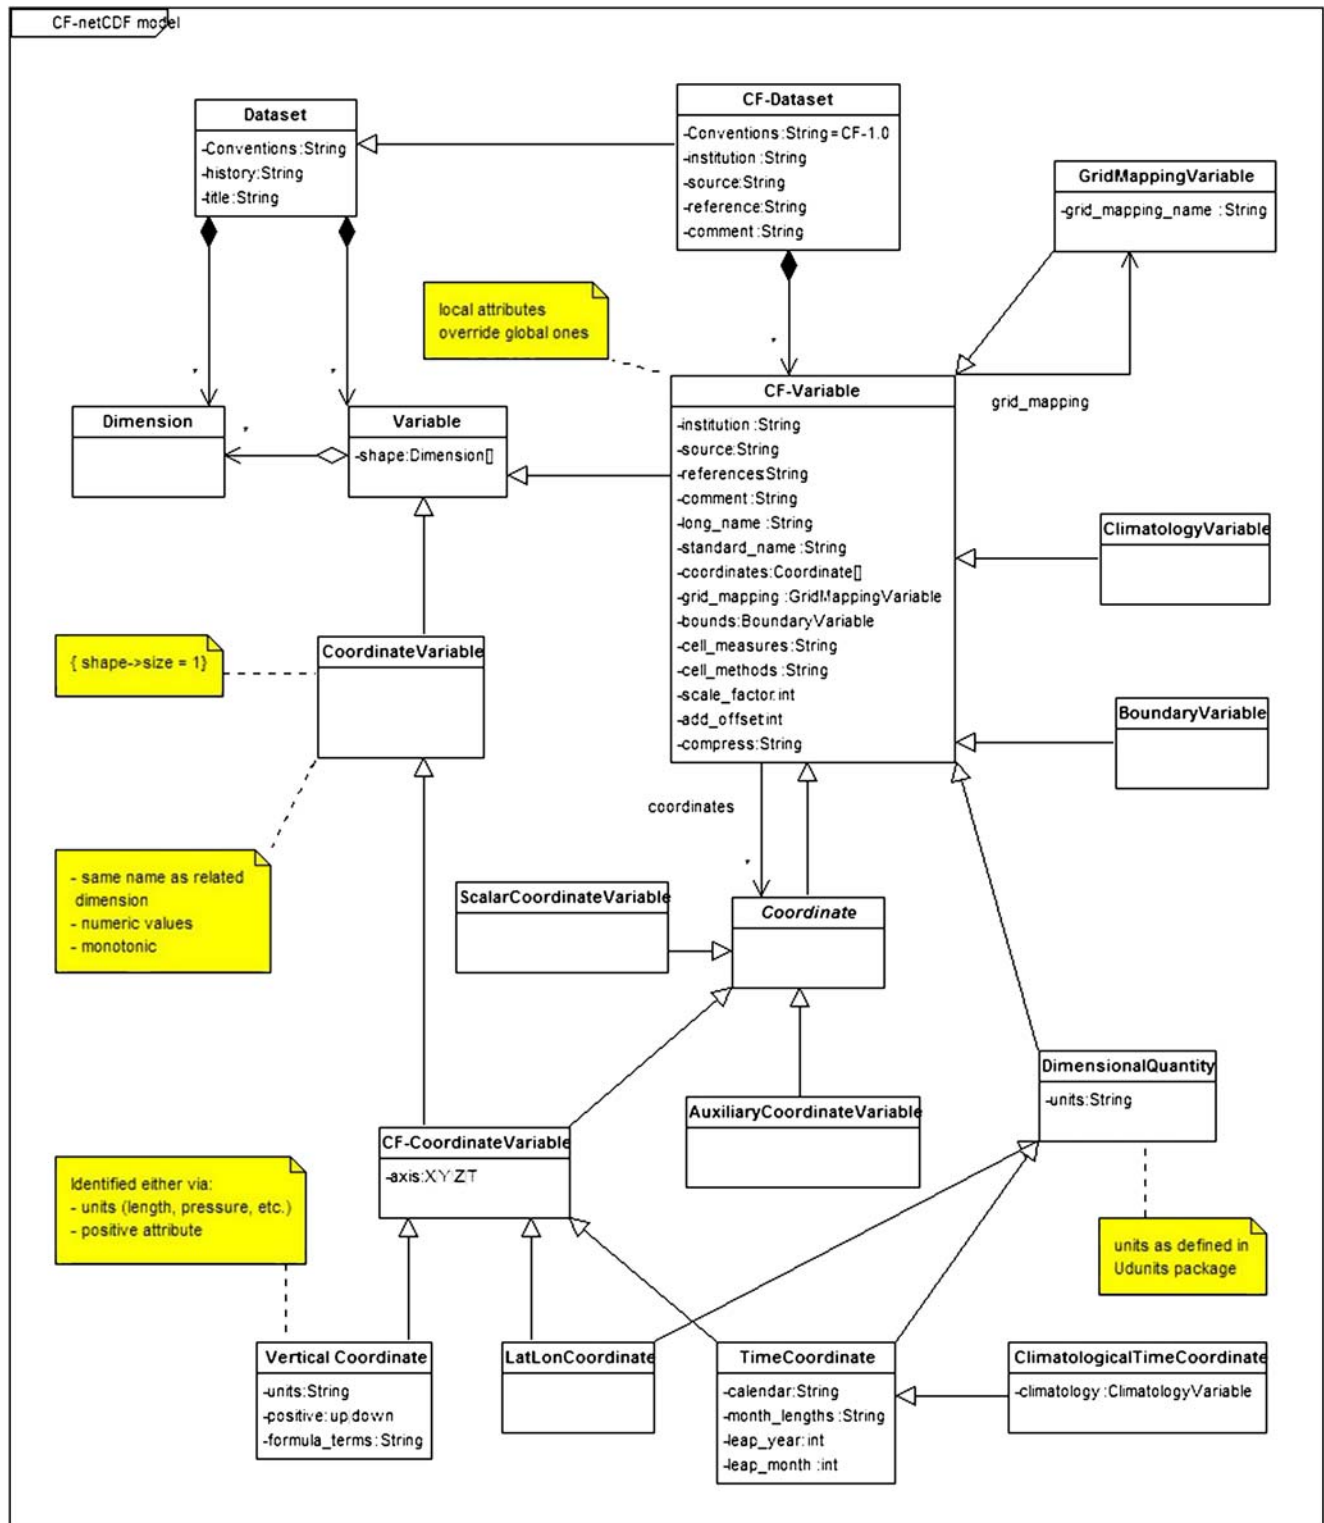 CF-netCDF model
Dataset
-Conventions:String
-history:String
-title:String
CF-Dataset
-Conventions:String=CF-1.0
-institution:String
-source:String
-reference:String
-comment:String
GridMappingVariable
-grid_mapping_name:String
local attributes
override global ones
*
*
*
*
Dimension
Variable
-shape:Dimension[]
CF-Variable
-institution:String
-source:String
-references:String
-comment:String
-long_name:String
-standard_name:String
-coordinates:Coordinate[]
-grid_mapping:GridMappingVariable
-bounds:BoundaryVariable
-cell_measures:String
-cell_methods:String
-scale_factor:int
-add_offset:int
-compress:String
grid_mapping
ClimatologyVariable
{ shape->size = 1}
CoordinateVariable
BoundaryVariable
coordinates
*
- same name as related
dimension
- numeric values
- monotonic
ScalarCoordinateVariable
Coordinate
DimensionalQuantity
-units:String
AuxiliaryCoordinateVariable
CF-CoordinateVariable
-axis:X|Y|Z|T
Identified either via:
- units (length, pressure, etc.)
- positive attribute
units as defined in
Udunits package
Vertical Coordinate
-units:String
-positive:up|down
-formula_terms:String
LatLonCoordinate
TimeCoordinate
-calendar:String
-month_lengths:String
-leap_year:int
-leap_month:int
ClimatologicalTimeCoordinate
-climatology:ClimatologyVariable